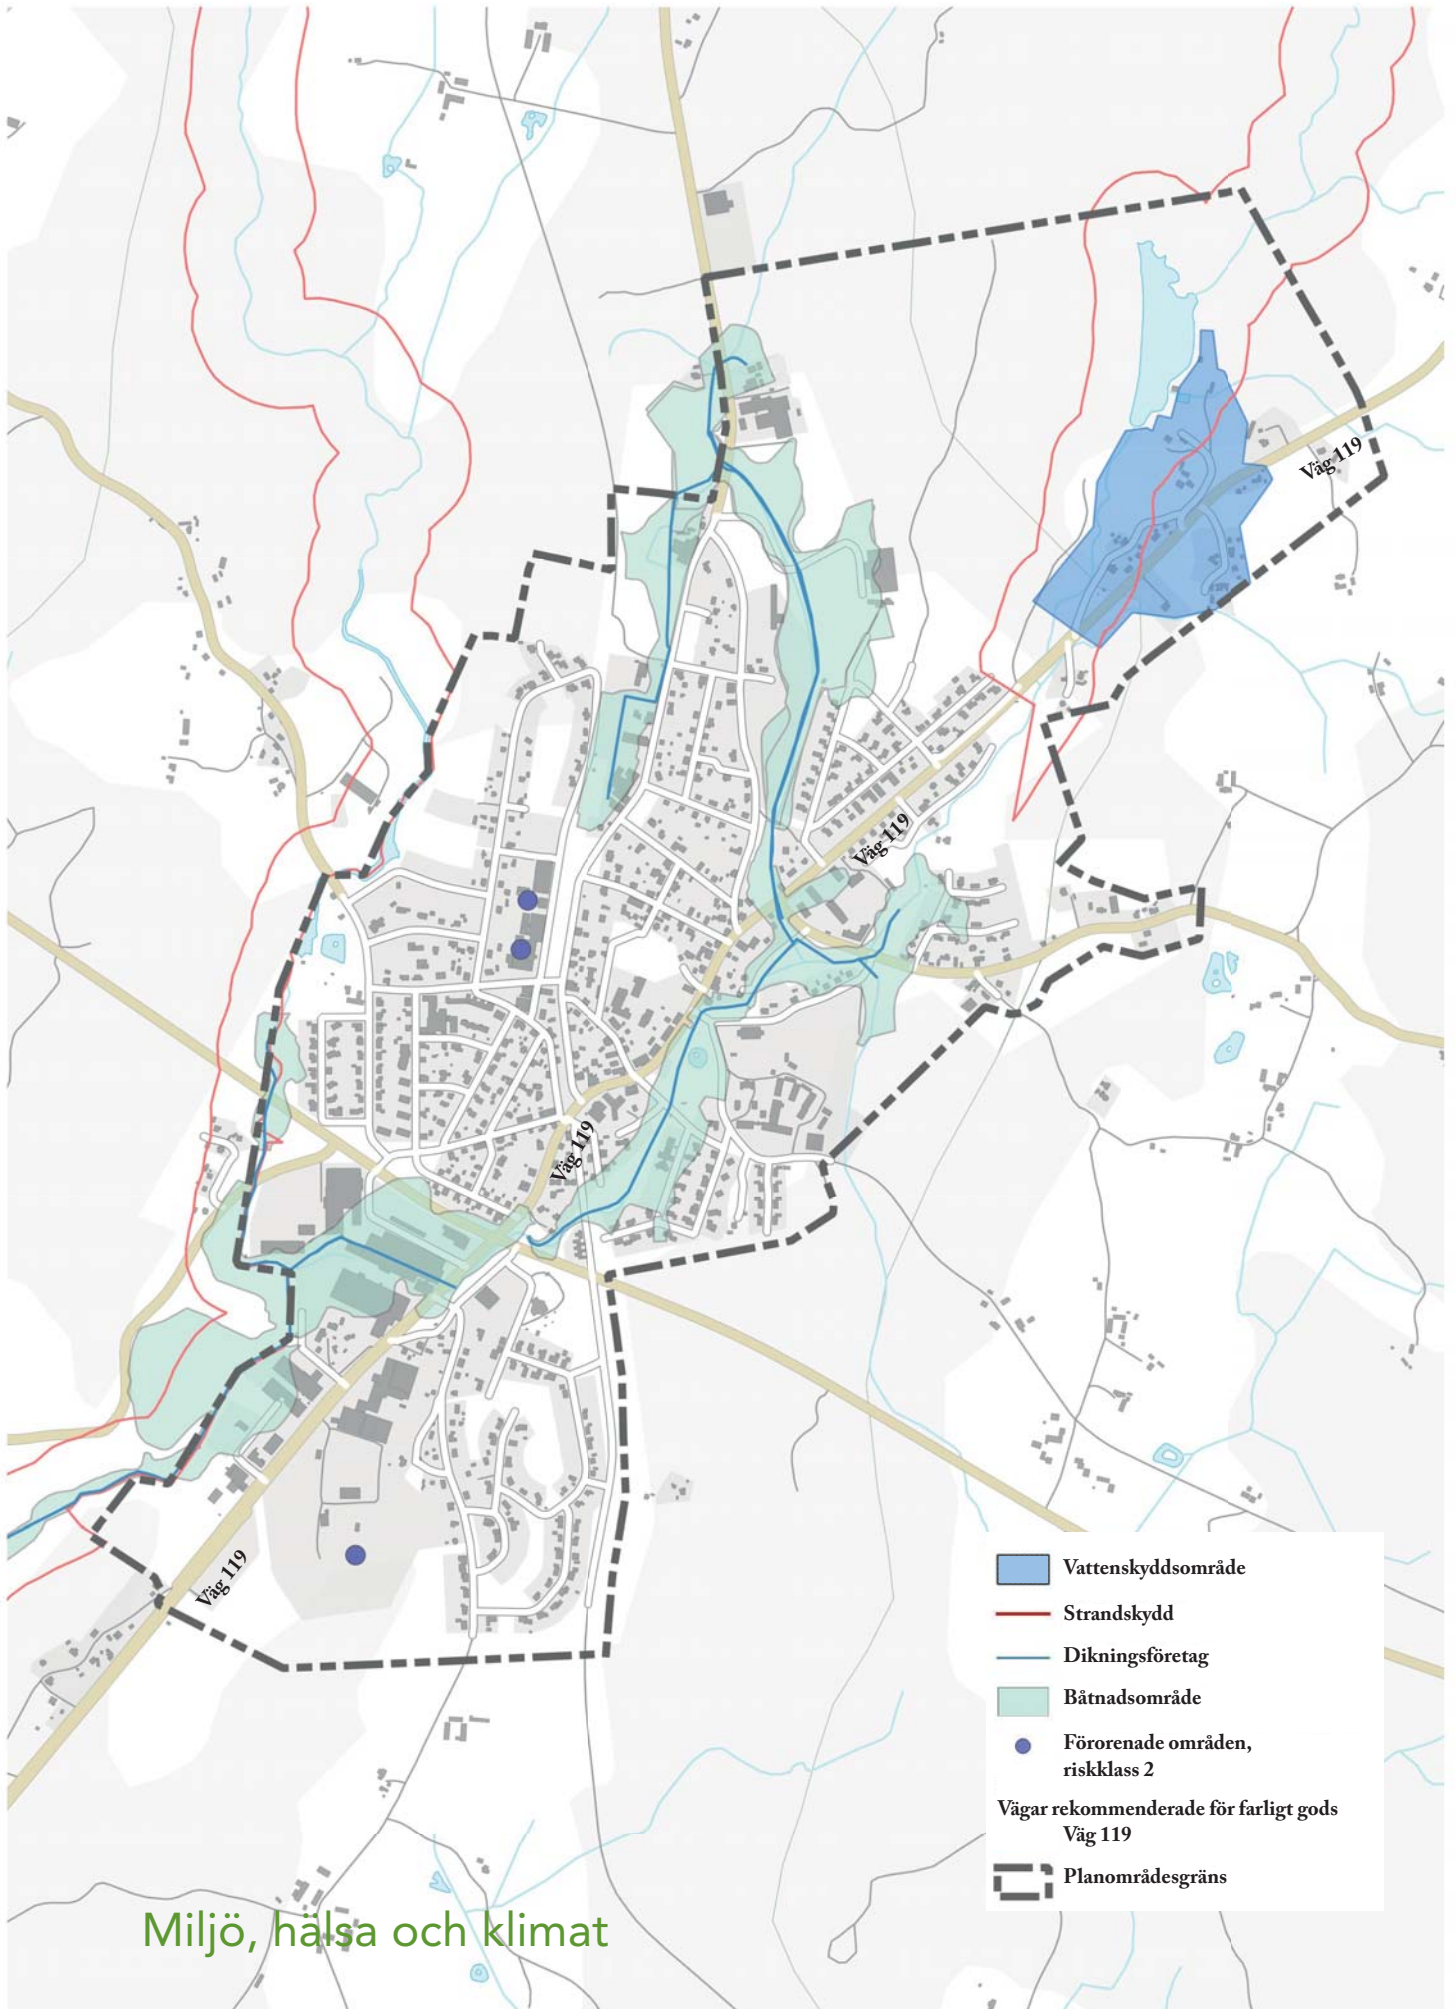 Väg 119
Väg 119
Väg 119
Väg 119
Vattenskyddsområde
Strandskydd
Dikningsföretag
Båtnadsområde
Förorenade områden,
riskklass 2
Vägar rekommenderade för farligt gods
Väg 119
Planområdesgräns
Miljö, hälsa och klimat